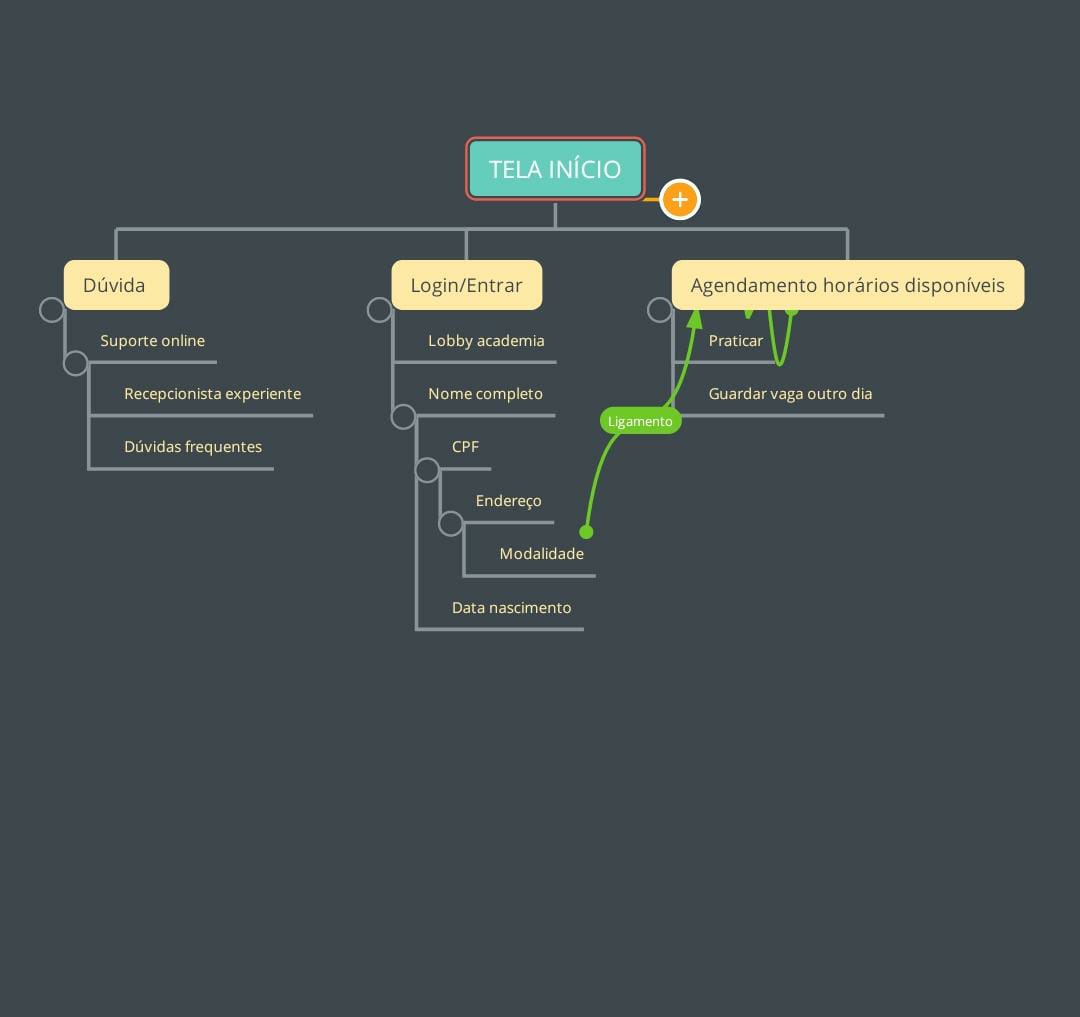 TELA INÍCIO
Dúvida
Suporte online
Recepcionista experiente
Dúvidas frequentes
Login/Entrar
Lobby academia
Nome completo
CPF
Endereço
Modalidade
Data nascimento
Agendamento horários disponíveis
Praticar
Guardar vaga outro dia
Ligamento